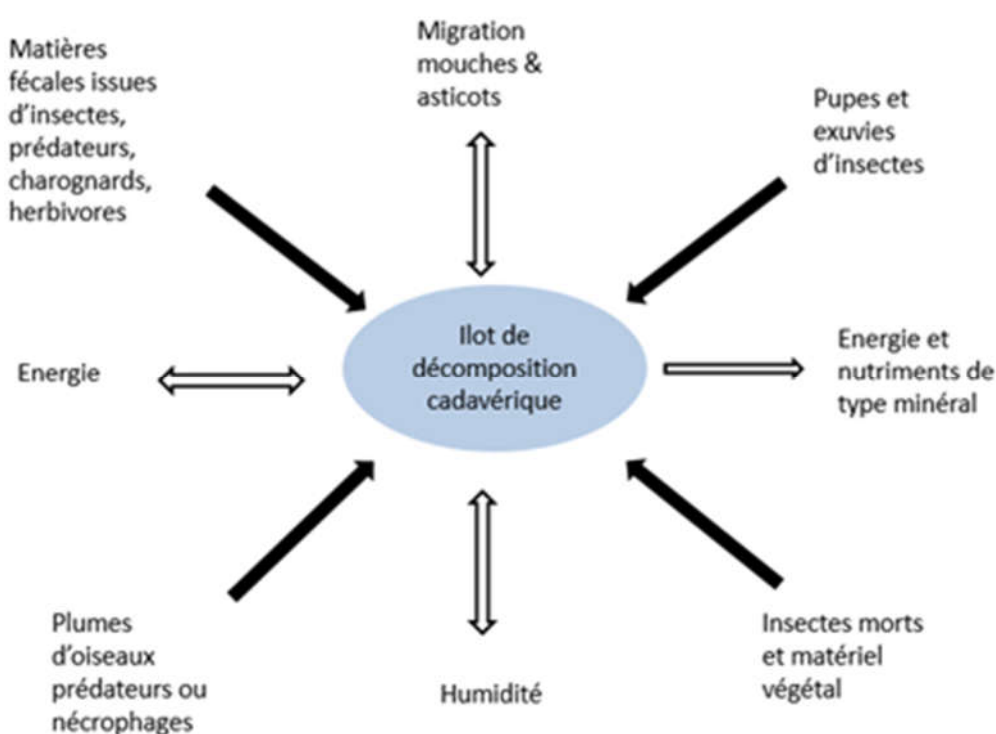 Matières
fécales issues
d'insectes,
prédateurs,
charognards,
herbivores
Migration
mouches &
asticots
Pupes et
exuvies
d'insectes
Energie
Ilot de
décomposition
cadavérique
Energie et
nutriments de
type minéral
Plumes
d'oiseaux
prédateurs ou
nécrophages
Humidité
Insectes morts
et matériel
végétal